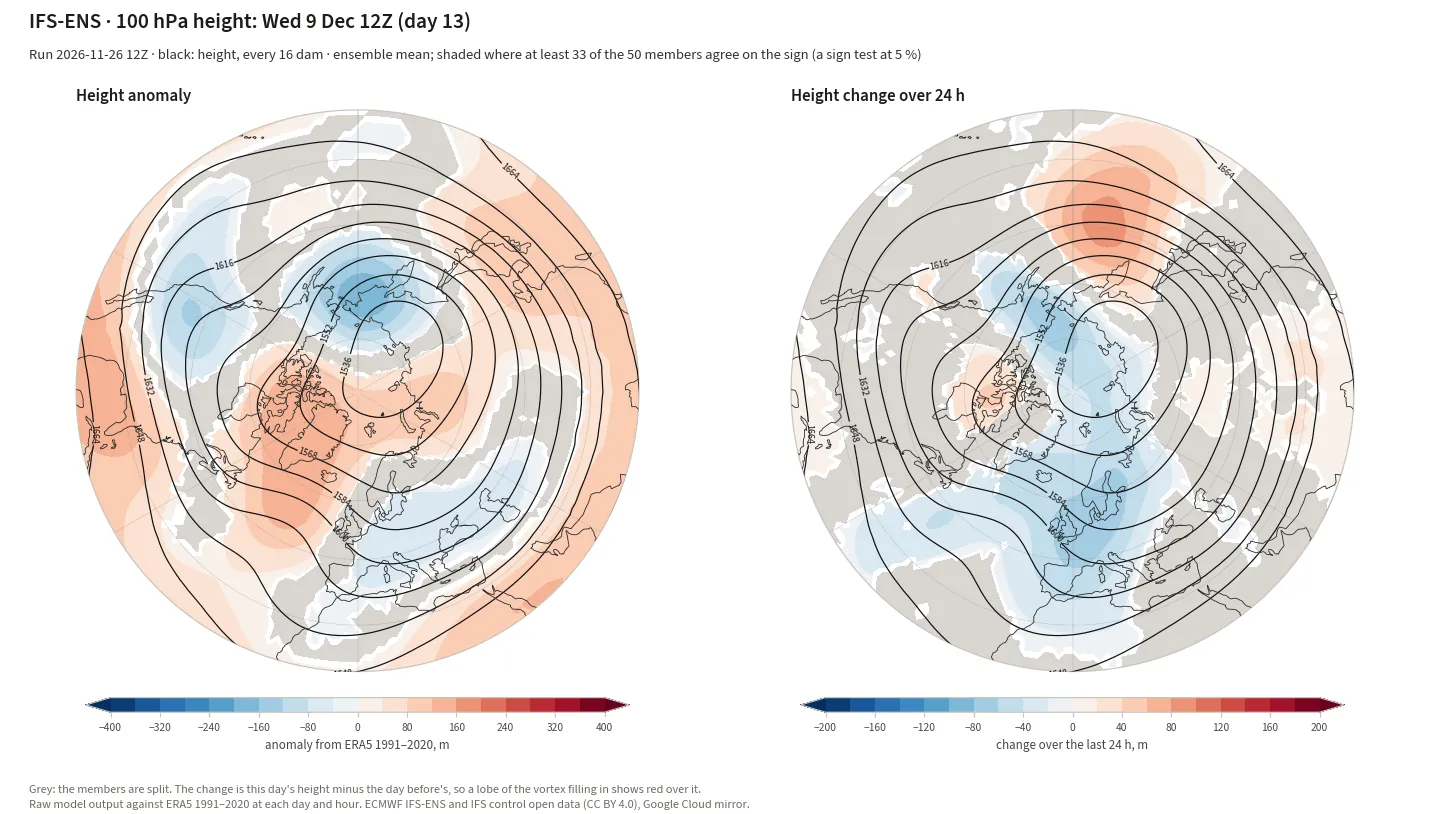 IFS-ENS · 100 hPa height: Wed 9 Dec 12Z (day 13)
Run 2026-11-26 12Z · black: height, every 16 dam · ensemble mean; shaded where at least 33 of the 50 members agree on the sign (a sign test at 5 %)
Height anomaly
Height change over 24 h
1664
1616
1552
1536
1632
1664
1648
1568
1584
1600
1664
1616
1552
1536
1632
1664
1648
1568
1584
1600
−400 −320 −240 −160 −80 0 80 160 240 320 400
anomaly from ERA5 1991–2020, m
−200 −160 −120 −80 −40 0 40 80 120 160 200
change over the last 24 h, m
Grey: the members are split. The change is this day's height minus the day before's, so a lobe of the vortex filling in shows red over it.
Raw model output against ERA5 1991–2020 at each day and hour. ECMWF IFS-ENS and IFS control open data (CC BY 4.0), Google Cloud mirror.